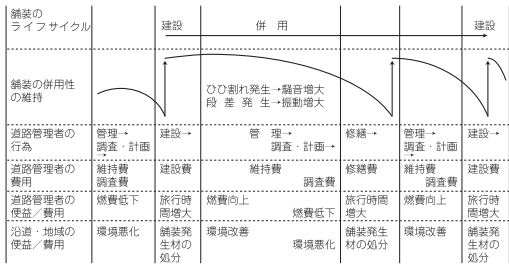 舗装の
ライフサイクル
建設
併 用
建設
舗装の併用性
の維持
ひび割れ発生→騒音増大
段 差 発 生→振動増大
道路管理者の
行為
管理→
調査・計画
→
建設→
管 理→
調査・計画→
修繕→
管理→
調査・計画
→
建設→
道路管理者の
費用
維持費
調査費
建設費
維持費
調査費
修繕費
維持費
調査費
建設費
道路管理者の
便益／費用
燃費低下
旅行時
間増大
燃費向上
燃費低下
旅行時間
増大
燃費向上
旅行時
間増大
沿道・地域の
便益／費用
環境悪化
舗装発
生材の
処分
環境改善
環境悪化
舗装発生
材の処分
環境改善
舗装発
生材の
処分